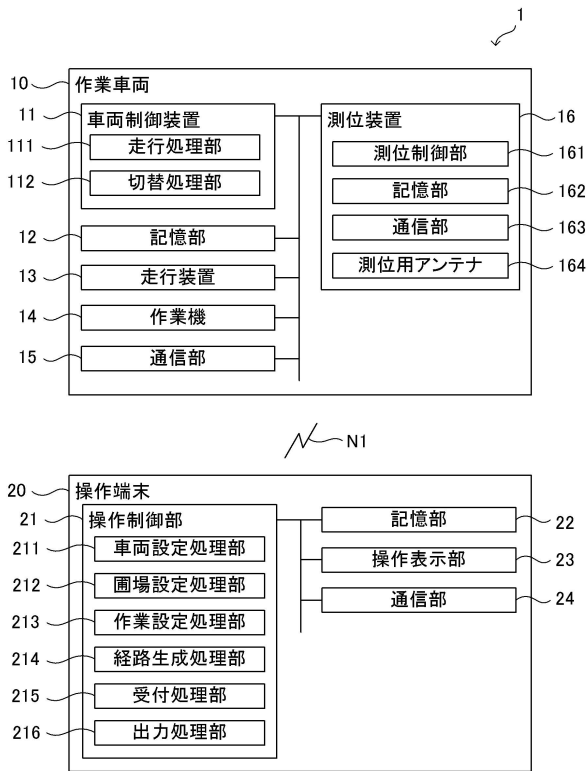 1
10 作業車両
11 車両制御装置
111 走行処理部
112 切替処理部
12 記憶部
13 走行装置
14 作業機
15 通信部
測位装置 16
測位制御部 161
記憶部 162
通信部 163
測位用アンテナ 164
N1
20 操作端末
21 操作制御部
211 車両設定処理部
212 圃場設定処理部
213 作業設定処理部
214 経路生成処理部
215 受付処理部
216 出力処理部
記憶部 22
操作表示部 23
通信部 24